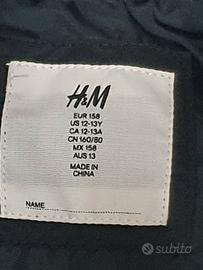 H&M
EUR 158
US 12-13Y
CA 12-13A
CN 160/80
MX 158
AUS 13
MADE IN
CHINA
NAME
subito